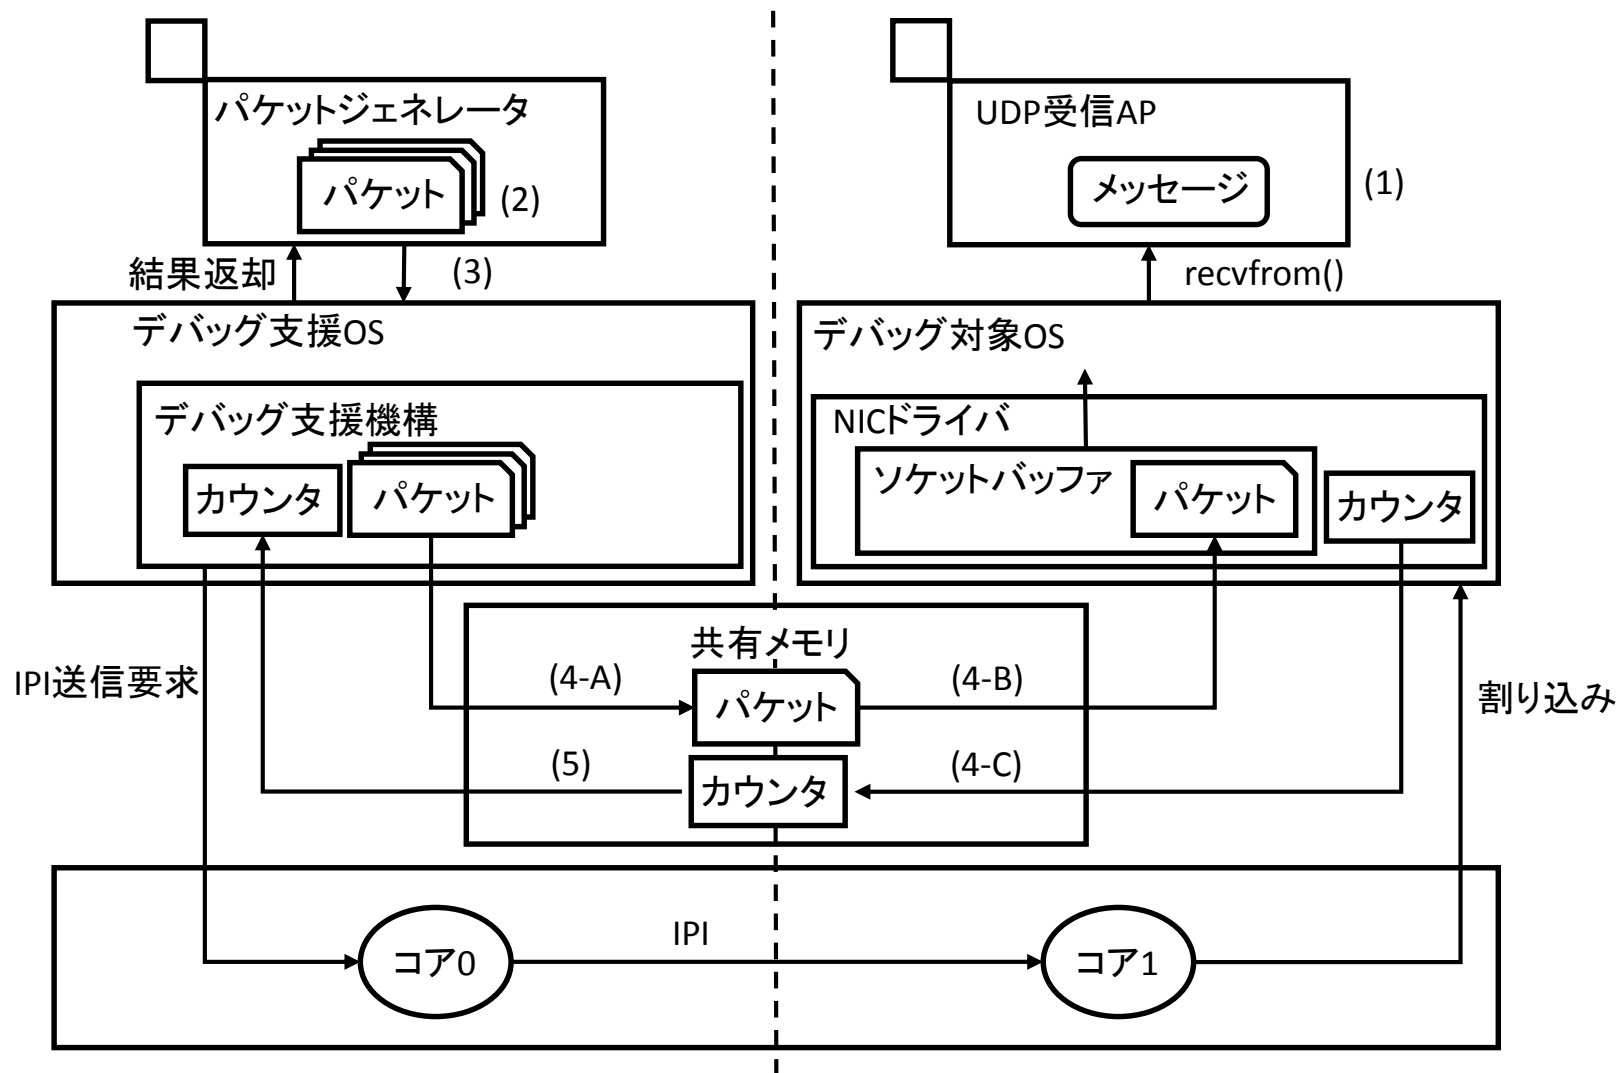 パケットジェネレータ
パケット
(2)
結果返却
(3)
デバッグ支援OS
デバッグ支援機構
カウンタ
パケット
UDP受信AP
メッセージ
(1)
recvfrom()
デバッグ対象OS
NICドライバ
ソケットバッファ
パケット
カウンタ
共有メモリ
IPI送信要求
(4-A)
パケット
(4-B)
割り込み
(5)
カウンタ
(4-C)
コア0
IPI
コア1